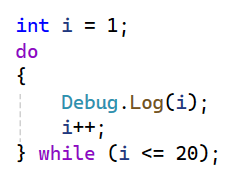 int i = 1;
do
{
    Debug.Log(i);
    i++;
} while (i <= 20);